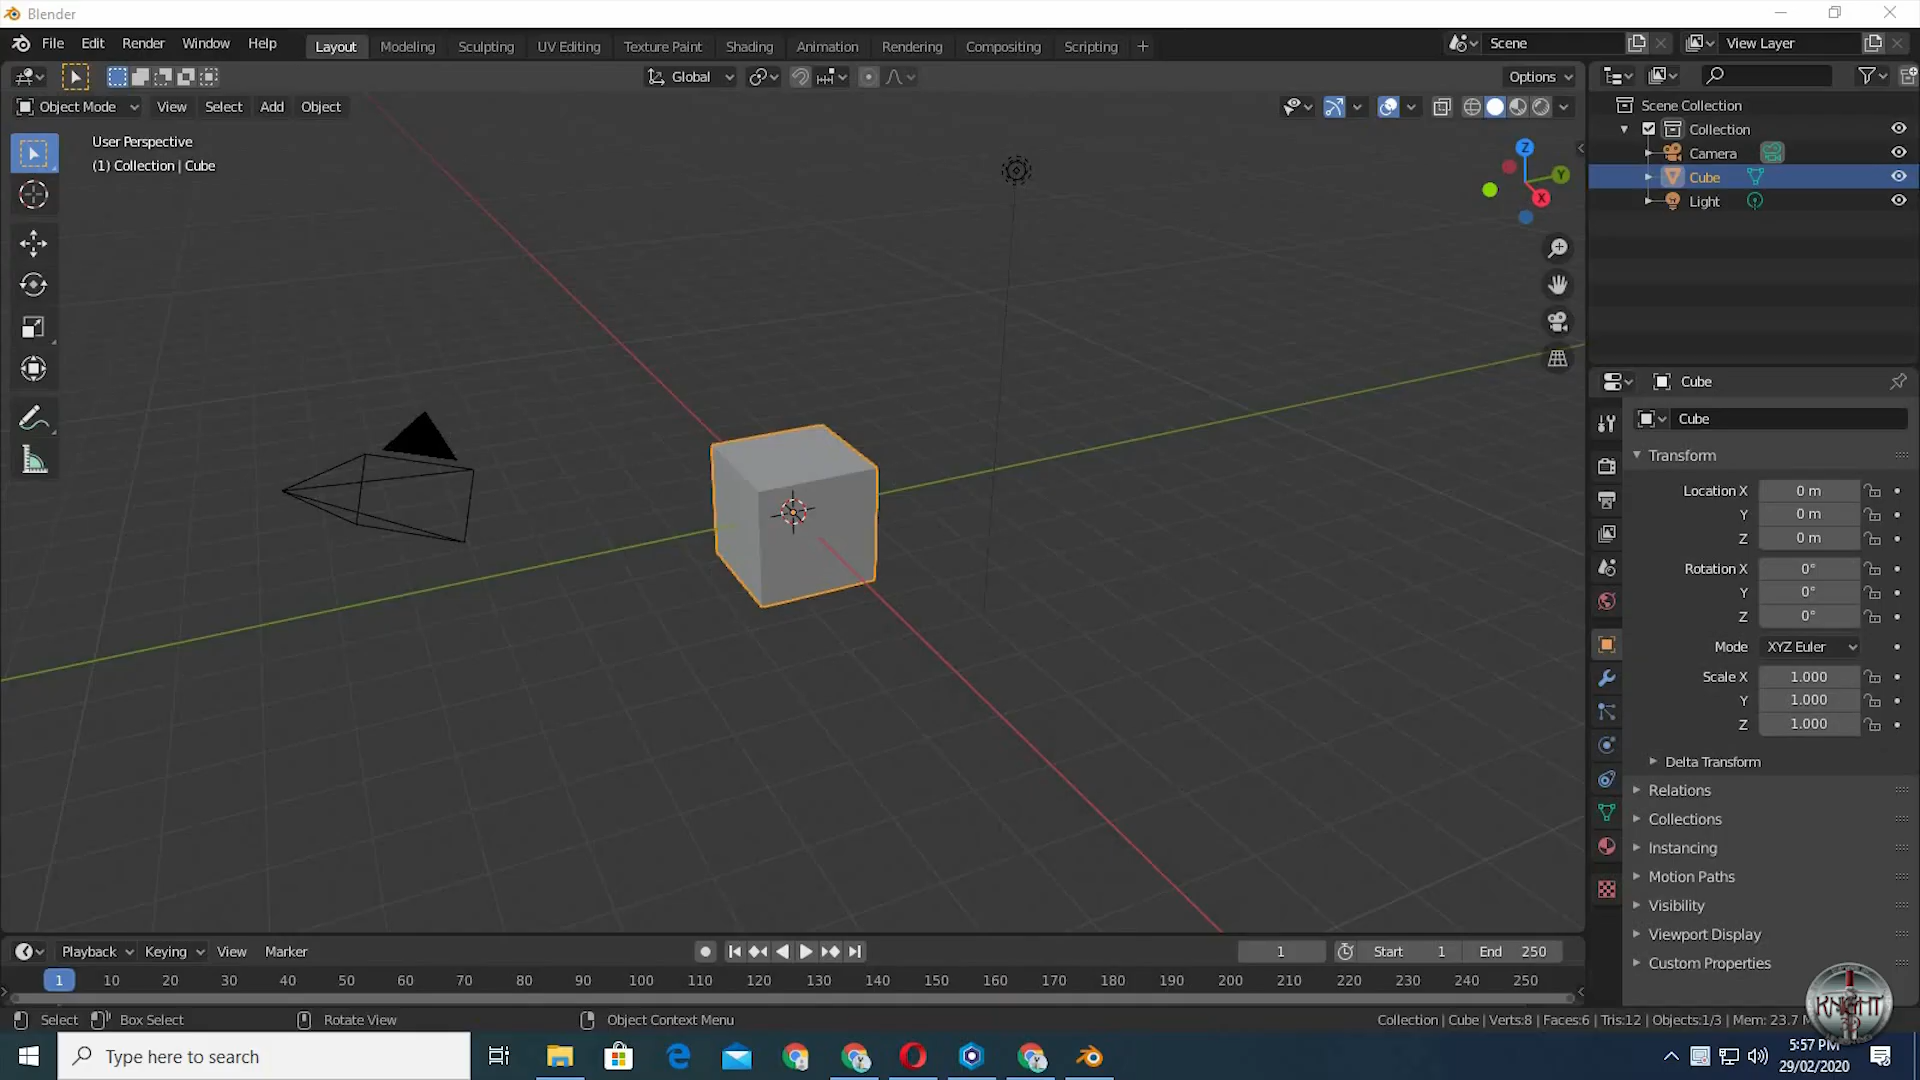 Blender
File Edit Render Window Help Layout Modeling Sculpting UV Editing Texture Paint Shading Animation Rendering Compositing Scripting + Scene View Layer
Global Options
Object Mode View Select Add Object
User Perspective
(1) Collection | Cube
Z
Y
X
Scene Collection
Collection
Camera
Cube
Light
Cube
Cube
Transform
Location X 0 m
Y 0 m
Z 0 m
Rotation X 0°
Y 0°
Z 0°
Mode XYZ Euler
Scale X 1.000
Y 1.000
Z 1.000
Delta Transform
Relations
Collections
Instancing
Motion Paths
Visibility
Viewport Display
Custom Properties
Playback Keying View Marker 1 Start 1 End 250
1 10 20 30 40 50 60 70 80 90 100 110 120 130 140 150 160 170 180 190 200 210 220 230 240 250
Select Box Select Rotate View Object Context Menu Collection | Cube | Verts:8 | Faces:6 | Tris:12 | Objects:1/3 | Mem: 23.7 M
KNIGHT
3D
Type here to search
5:57 PM
29/02/2020